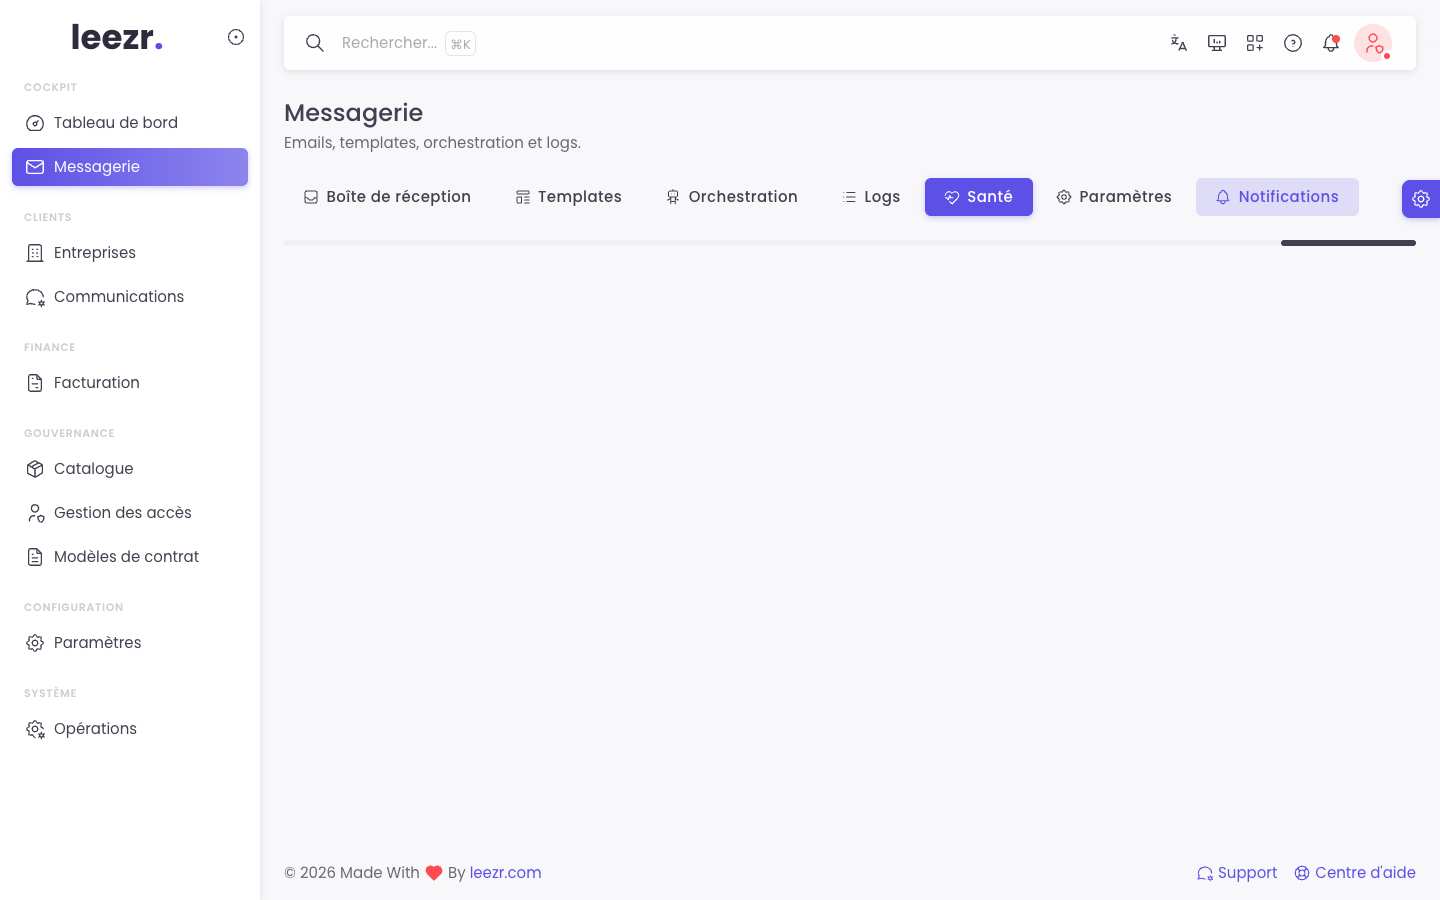 leezr.
Rechercher... ⌘K
COCKPIT
Tableau de bord
Messagerie
CLIENTS
Entreprises
Communications
FINANCE
Facturation
GOUVERNANCE
Catalogue
Gestion des accès
Modèles de contrat
CONFIGURATION
Paramètres
SYSTÈME
Opérations
Messagerie
Emails, templates, orchestration et logs.
Boîte de réception Templates Orchestration Logs Santé Paramètres Notifications
© 2026 Made With By leezr.com
Support Centre d'aide